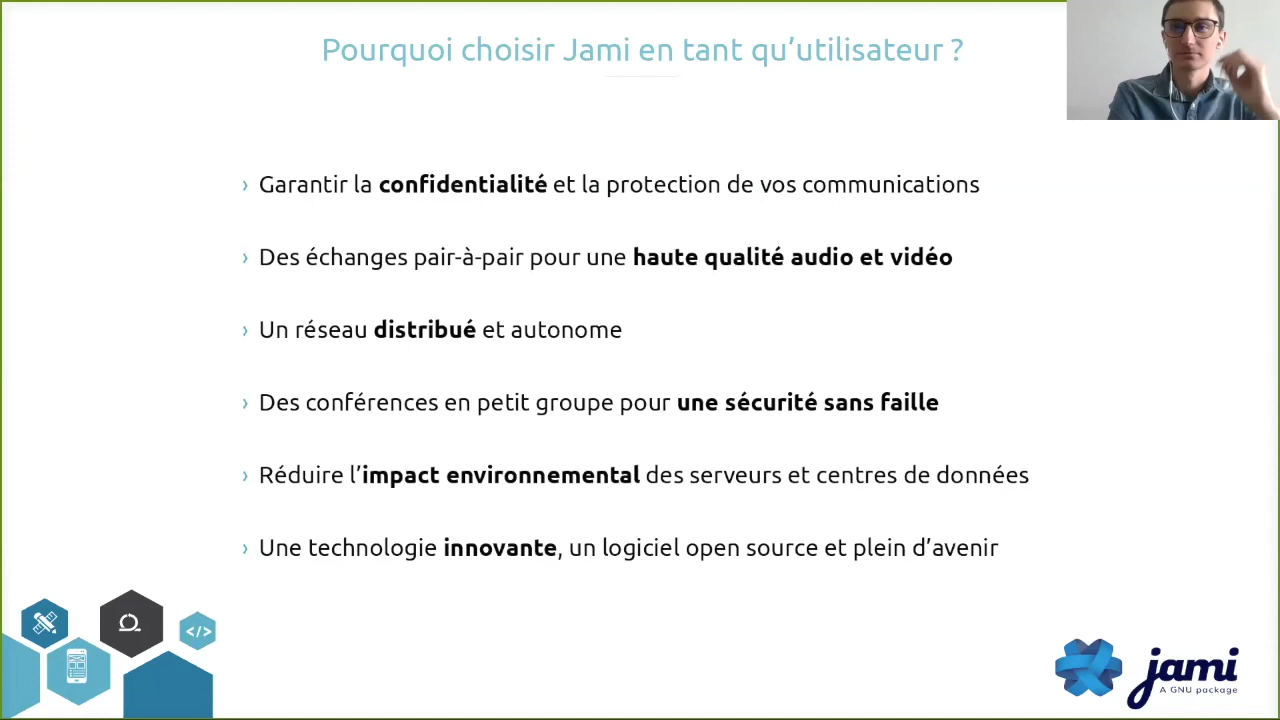 Pourquoi choisir Jami en tant qu’utilisateur ?
› Garantir la confidentialité et la protection de vos communications
› Des échanges pair-à-pair pour une haute qualité audio et vidéo
› Un réseau distribué et autonome
› Des conférences en petit groupe pour une sécurité sans faille
› Réduire l’impact environnemental des serveurs et centres de données
› Une technologie innovante, un logiciel open source et plein d’avenir
</>
jami
A GNU package